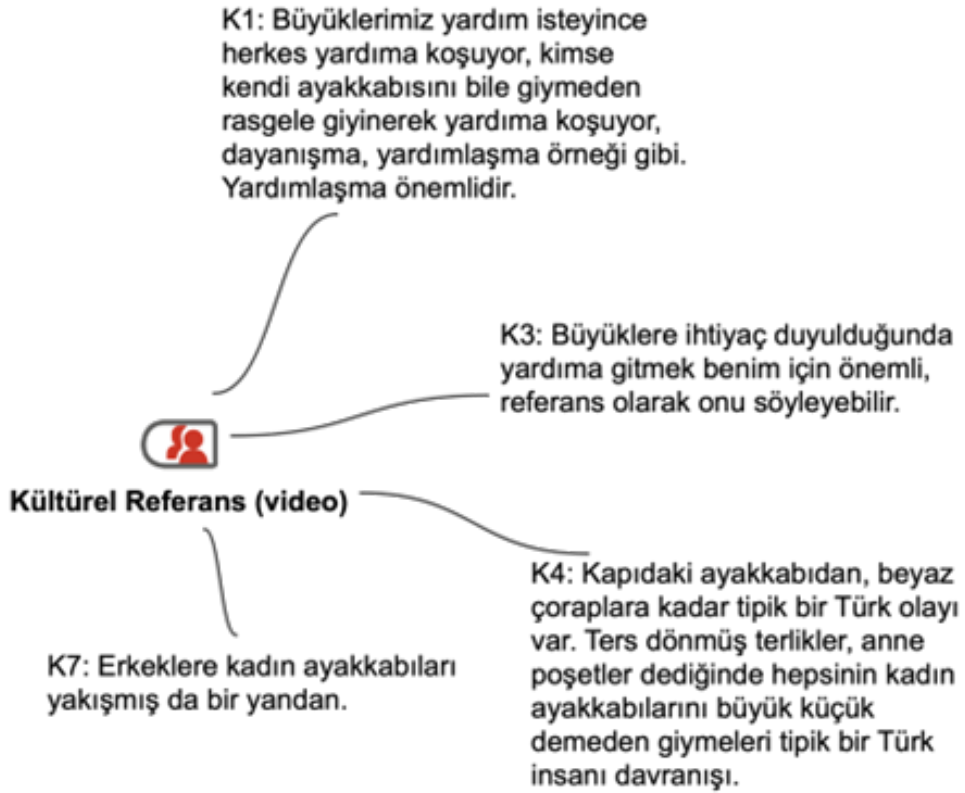 K1: Büyüklerimiz yardım isteyince
herkes yardıma koşuyor, kimse
kendi ayakkabısını bile giymeden
rasgele giyinerek yardıma koşuyor,
dayanışma, yardımlaşma örneği gibi.
Yardımlaşma önemlidir.
K3: Büyüklere ihtiyaç duyulduğunda
yardıma gitmek benim için önemli,
referans olarak onu söyleyebilir.
Kültürel Referans (video)
K4: Kapıdaki ayakkabıdan, beyaz
çoraplara kadar tipik bir Türk olayı
var. Ters dönmüş terlikler, anne
poşetler dediğinde hepsinin kadın
ayakkabılarını büyük küçük
demeden giymeleri tipik bir Türk
insanı davranışı.
K7: Erkeklere kadın ayakkabıları
yakışmış da bir yandan.